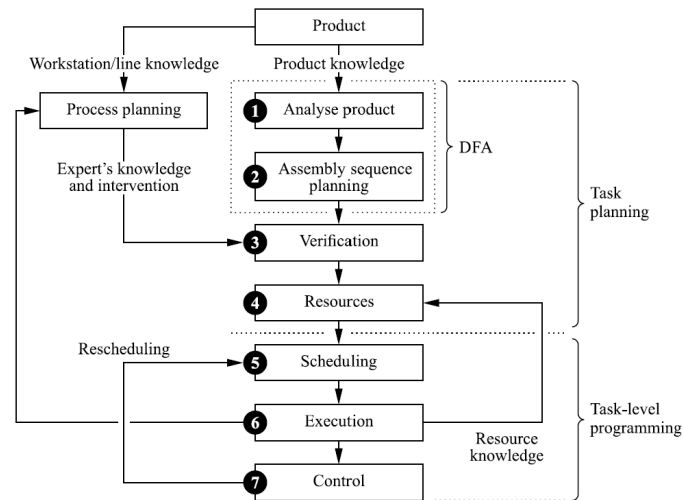 Product
Workstation/line knowledge
Product knowledge
Process planning
1 Analyse product
DFA
Expert's knowledge
and intervention
2 Assembly sequence
planning
Task
planning
3 Verification
4 Resources
Rescheduling
5 Scheduling
6 Execution
Task-level
programming
Resource
knowledge
7 Control